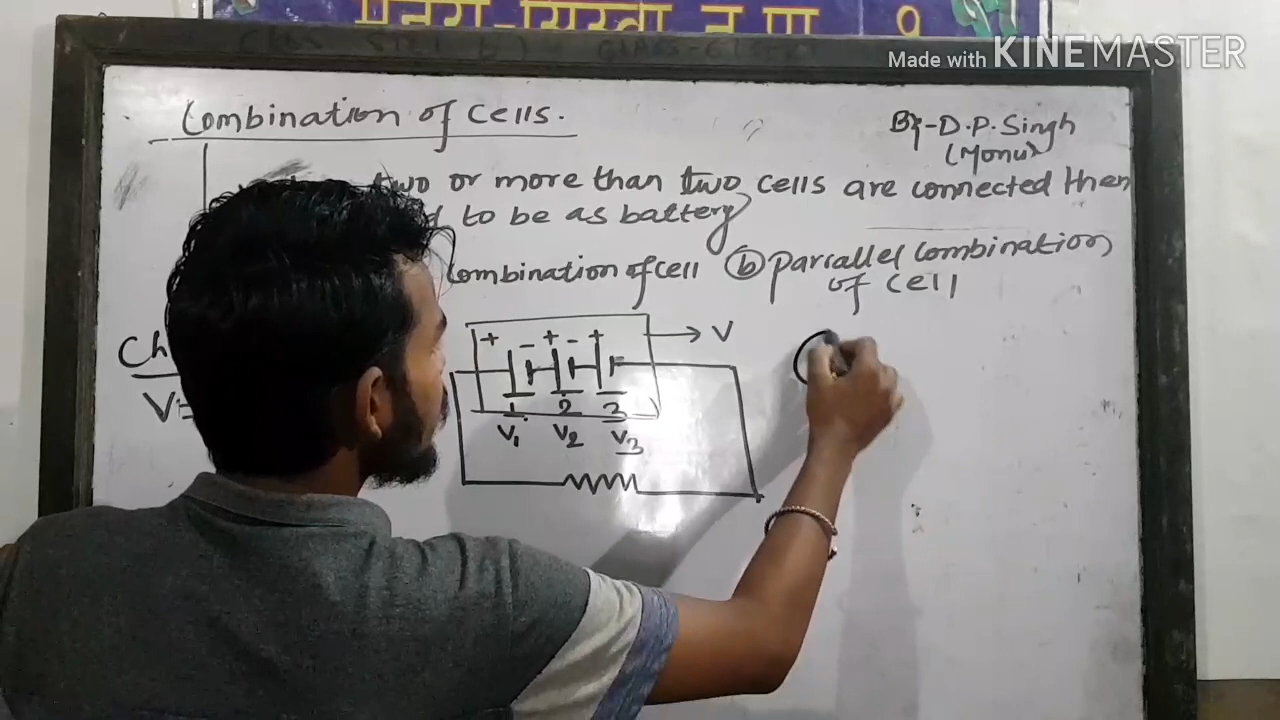 Made with KINEMASTER
Combination of cells.
By-D.P.Singh
(Monu)
two or more than two cells are connected then
to be as battery
Combination of cell (b) parallel combination
of cell
+ - + - +
V
Ch
V=
1 2 3
V1 V2 V3